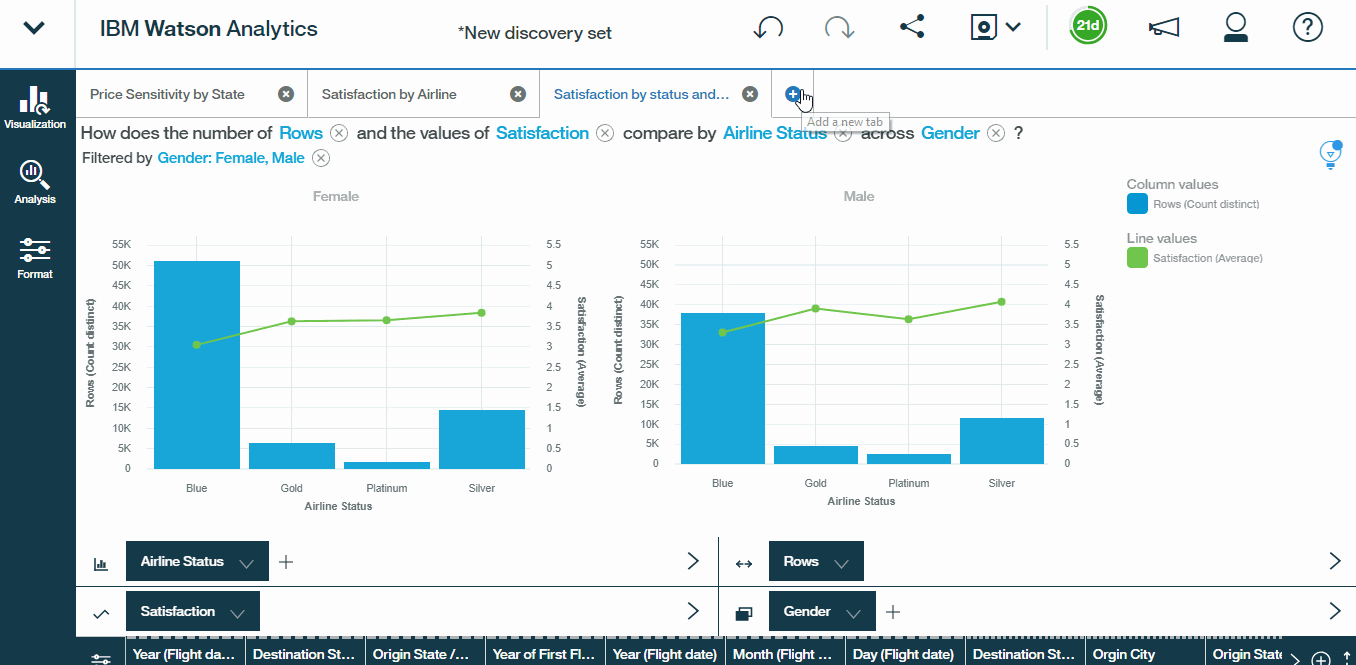 IBM Watson Analytics
*New discovery set
21d
?
Visualization
Analysis
Format
Price Sensitivity by State
Satisfaction by Airline
Satisfaction by status and...
Add a new tab
How does the number of Rows and the values of Satisfaction compare by Airline Status across Gender ?
Filtered by Gender: Female, Male
Female
55K
50K
45K
40K
35K
30K
25K
20K
15K
10K
5K
0
Rows (Count distinct)
5.5
5
4.5
4
3.5
3
2.5
2
1.5
1
0.5
0
Satisfaction (Average)
Blue Gold Platinum Silver
Airline Status
Male
55K
50K
45K
40K
35K
30K
25K
20K
15K
10K
5K
0
Rows (Count distinct)
5.5
5
4.5
4
3.5
3
2.5
2
1.5
1
0.5
0
Satisfaction (Average)
Blue Gold Platinum Silver
Airline Status
Column values
Rows (Count distinct)
Line values
Satisfaction (Average)
Airline Status
Rows
Satisfaction
Gender
Year (Flight da... Destination St... Origin State /... Year of First Fl... Year (Flight date) Month (Flight ... Day (Flight date) Destination St... Orgin City Origin State